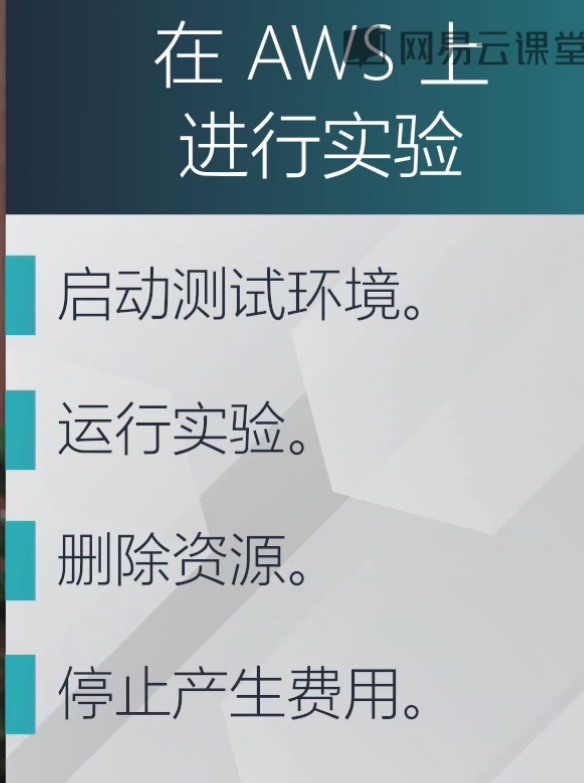 在 AWS 上
网易云课堂
进行实验
启动测试环境。
运行实验。
删除资源。
停止产生费用。